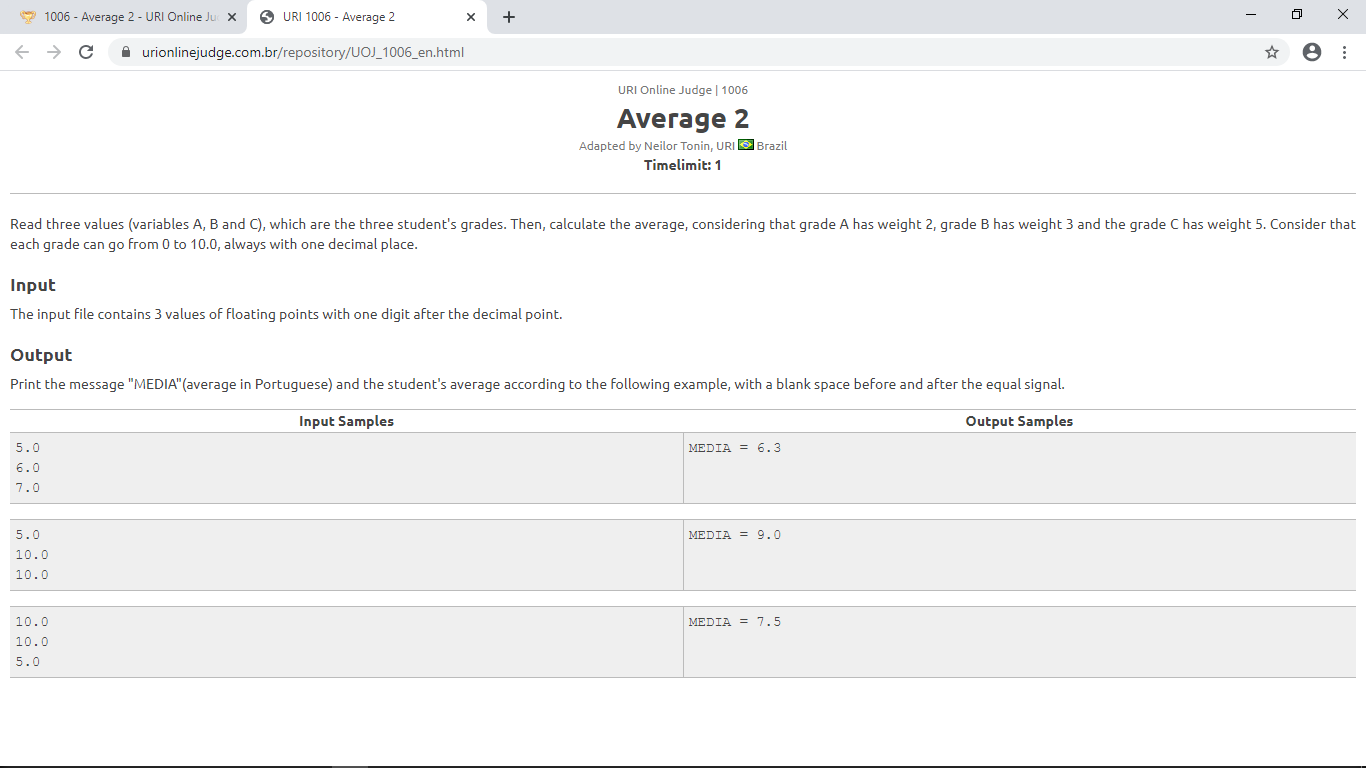 1006 - Average 2 - URI Online Ju
URI 1006 - Average 2
urionlinejudge.com.br/repository/UOJ_1006_en.html
URI Online Judge | 1006
Average 2
Adapted by Neilor Tonin, URI Brazil
Timelimit: 1
Read three values (variables A, B and C), which are the three student's grades. Then, calculate the average, considering that grade A has weight 2, grade B has weight 3 and the grade C has weight 5. Consider that
each grade can go from 0 to 10.0, always with one decimal place.
Input
The input file contains 3 values of floating points with one digit after the decimal point.
Output
Print the message "MEDIA"(average in Portuguese) and the student's average according to the following example, with a blank space before and after the equal signal.
Input Samples Output Samples
5.0 MEDIA = 6.3
6.0
7.0
5.0 MEDIA = 9.0
10.0
10.0
10.0 MEDIA = 7.5
10.0
5.0